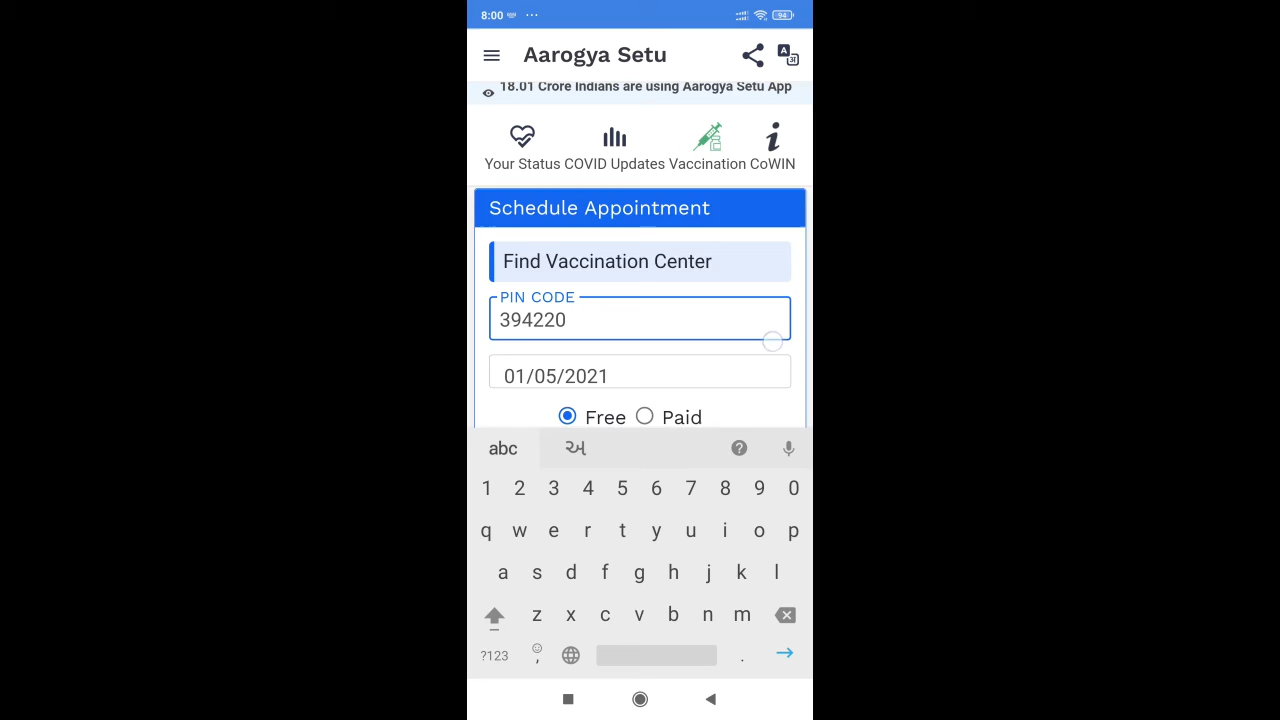 8:00 ... 94
Aarogya Setu
18.01 Crore Indians are using Aarogya Setu App
Your Status COVID Updates Vaccination CoWIN
Schedule Appointment
Find Vaccination Center
PIN CODE
394220
01/05/2021
Free Paid
abc અ
1 2 3 4 5 6 7 8 9 0
q w e r t y u i o p
a s d f g h j k l
z x c v b n m
?123 , .